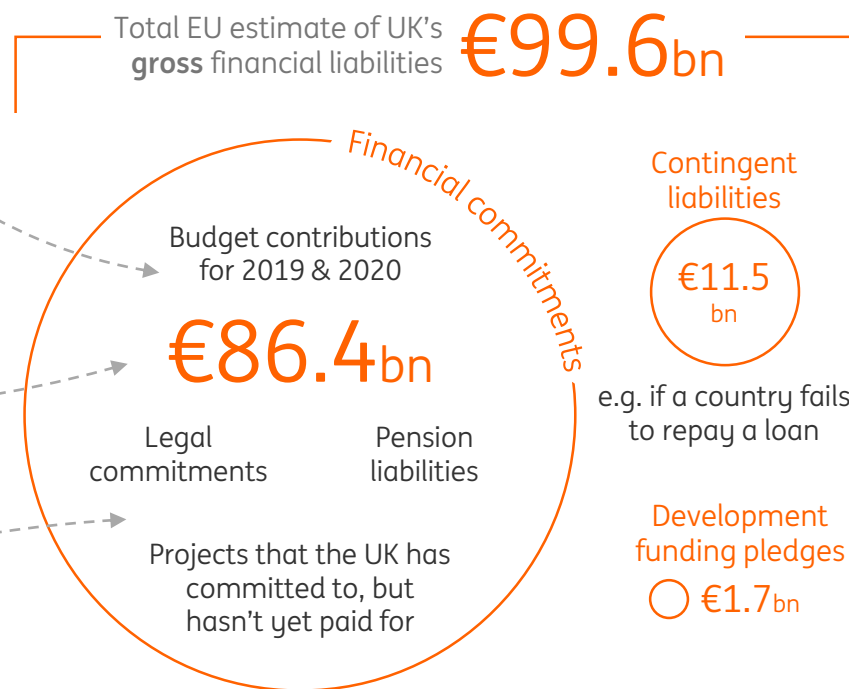 Total EU estimate of UK's
gross financial liabilities
€99.6bn
Financial commitments
Budget contributions
for 2019 & 2020
€86.4bn
Legal
commitments
Pension
liabilities
Projects that the UK has
committed to, but
hasn't yet paid for
Contingent
liabilities
€11.5
bn
e.g. if a country fails
to repay a loan
Development
funding pledges
€1.7bn